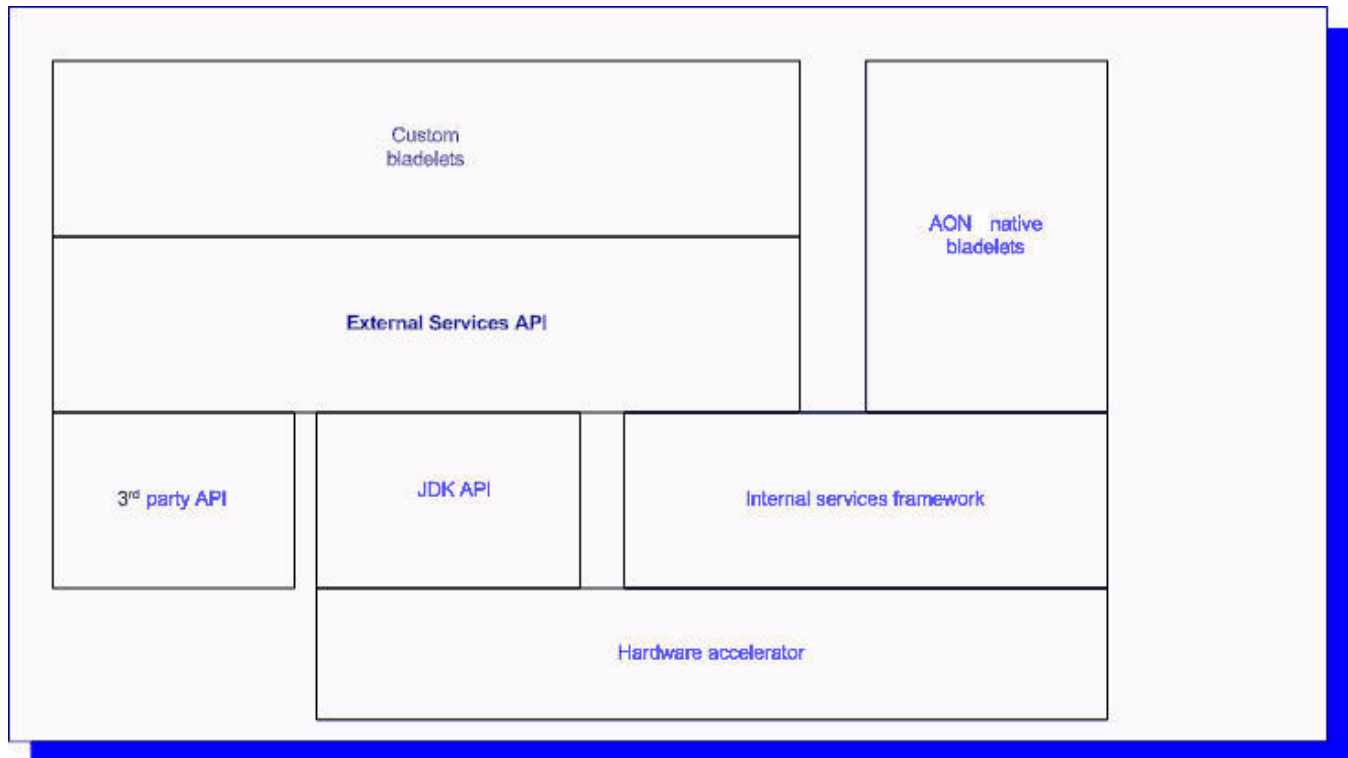 Custom
bladelets
AON native
bladelets
External Services API
3rd party API
JDK API
Internal services framework
Hardware accelerator